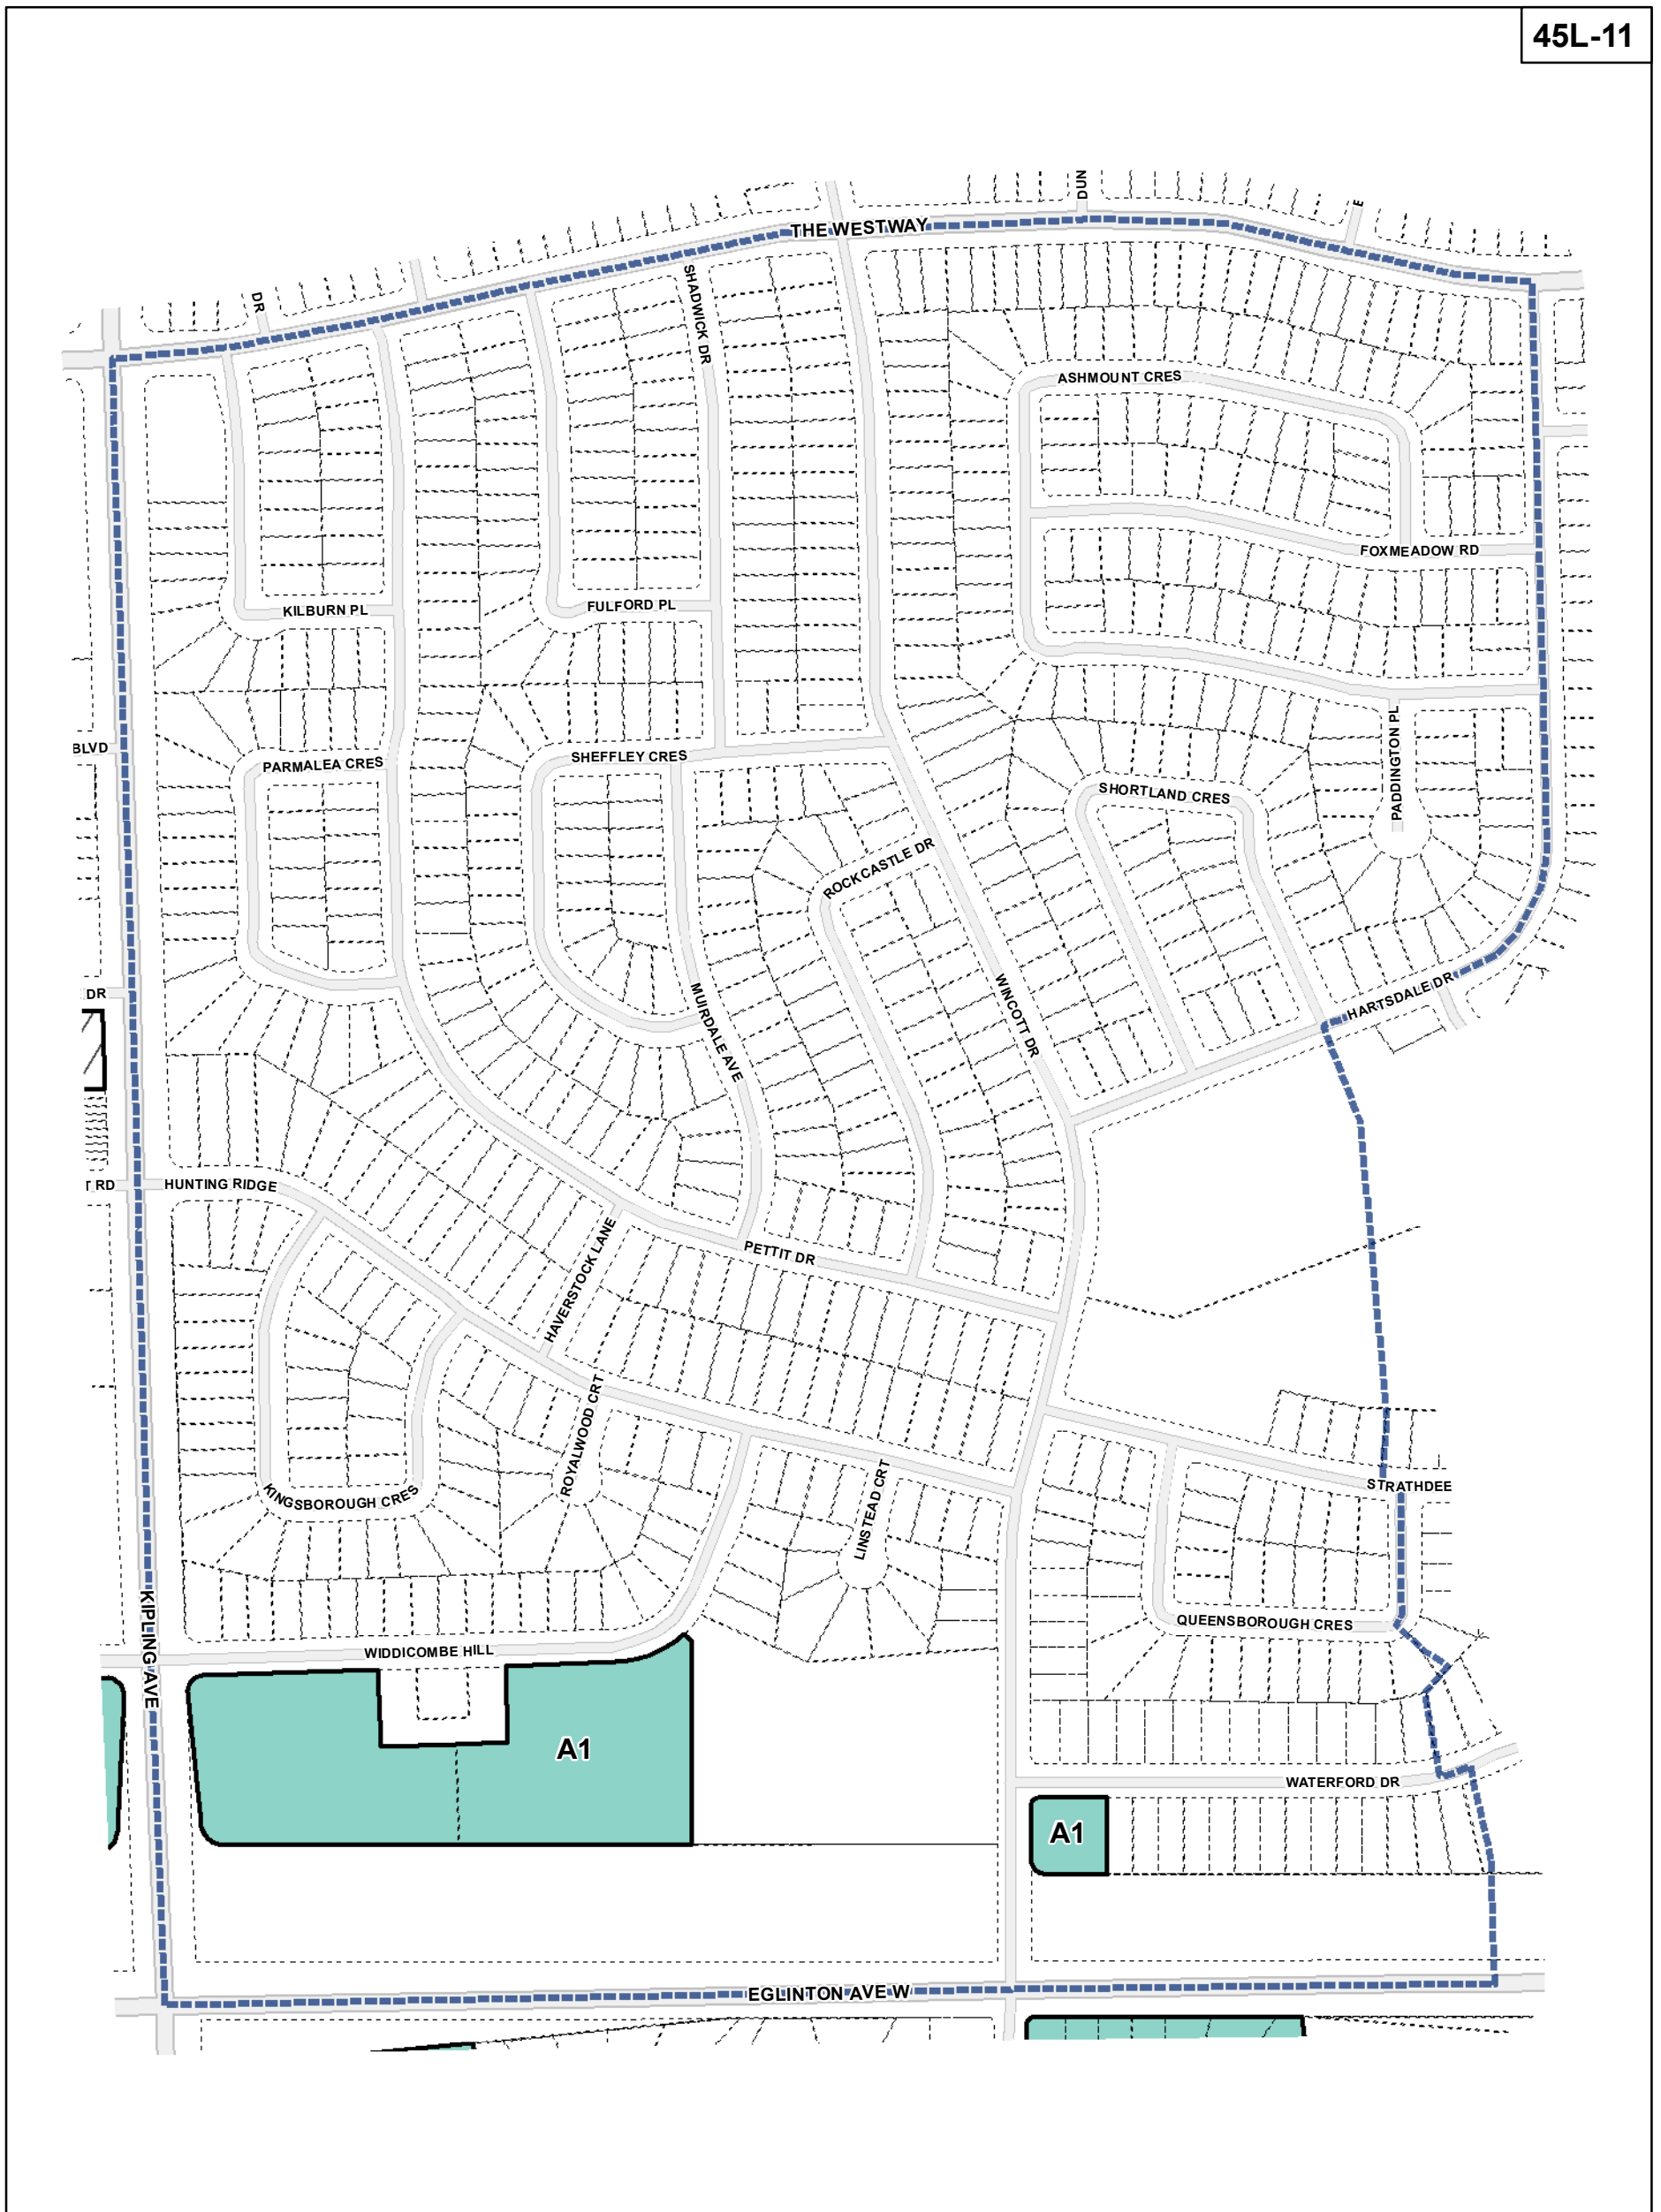 45L-11
DUN
E
THE WESTWAY
SHADWICK DR
DR
ASHMOUNT CRES
FOXMEADOW RD
KILBURN PL
FULFORD PL
BLVD
PARMALEA CRES
SHEFFLEY CRES
PADDINGTON PL
SHORTLAND CRES
ROCKCASTLE DR
DR
MUIRDALE AVE
WINCOTT DR
HARTSDALE DR
T RD
HUNTING RIDGE
HAVERSTOCK LANE
PETTIT DR
ROYALWOOD CRT
KINGSBOROUGH CRES
LINSTEAD CRT
STRATHDEE
KIPLING AVE
WIDDICOMBE HILL
QUEENSBOROUGH CRES
A1
WATERFORD DR
A1
EGLINTON AVE W